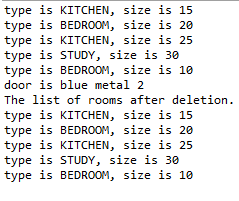 type is KITCHEN, size is 15
type is BEDROOM, size is 20
type is KITCHEN, size is 25
type is STUDY, size is 30
type is BEDROOM, size is 10
door is blue metal 2
The list of rooms after deletion.
type is KITCHEN, size is 15
type is BEDROOM, size is 20
type is KITCHEN, size is 25
type is STUDY, size is 30
type is BEDROOM, size is 10